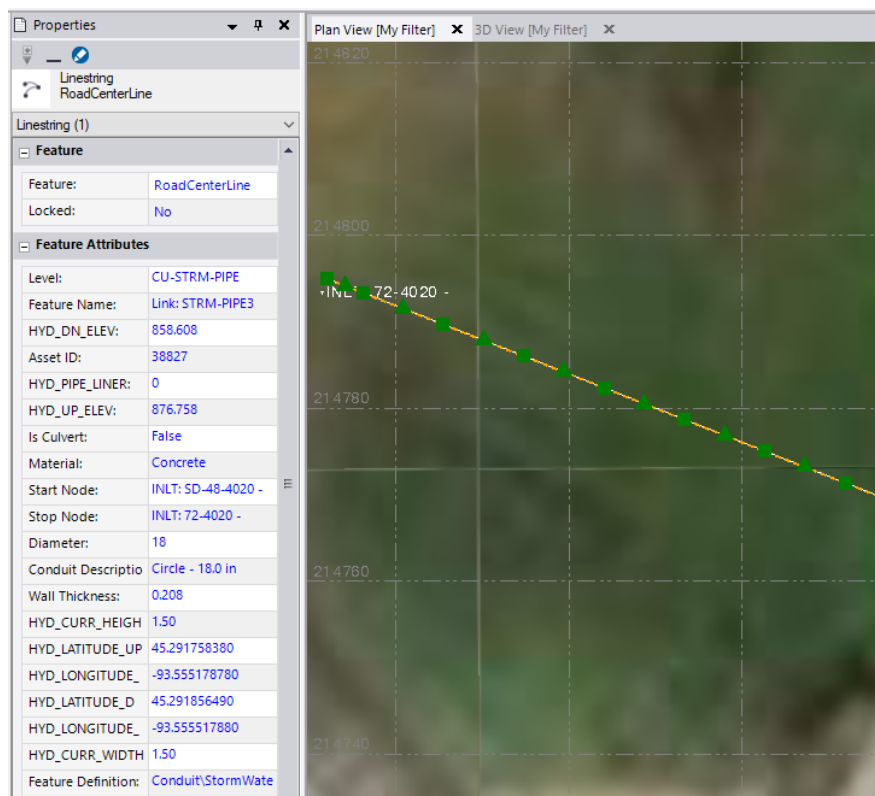 Properties
Linestring
RoadCenterLine
Linestring (1)
Feature
Feature: RoadCenterLine
Locked: No
Feature Attributes
Level: CU-STRM-PIPE
Feature Name: Link: STRM-PIPE3
HYD_DN_ELEV: 858.608
Asset ID: 38827
HYD_PIPE_LINER: 0
HYD_UP_ELEV: 876.758
Is Culvert: False
Material: Concrete
Start Node: INLT: SD-48-4020 -
Stop Node: INLT: 72-4020 -
Diameter: 18
Conduit Descriptio Circle - 18.0 in
Wall Thickness: 0.208
HYD_CURR_HEIGH 1.50
HYD_LATITUDE_UP 45.291758380
HYD_LONGITUDE_ -93.555178780
HYD_LATITUDE_D 45.291856490
HYD_LONGITUDE_ -93.555517880
HYD_CURR_WIDTH 1.50
Feature Definition: Conduit\StormWate
Plan View [My Filter]
3D View [My Filter]
214820
214800
INLT 72-4020 -
214780
214760
214740